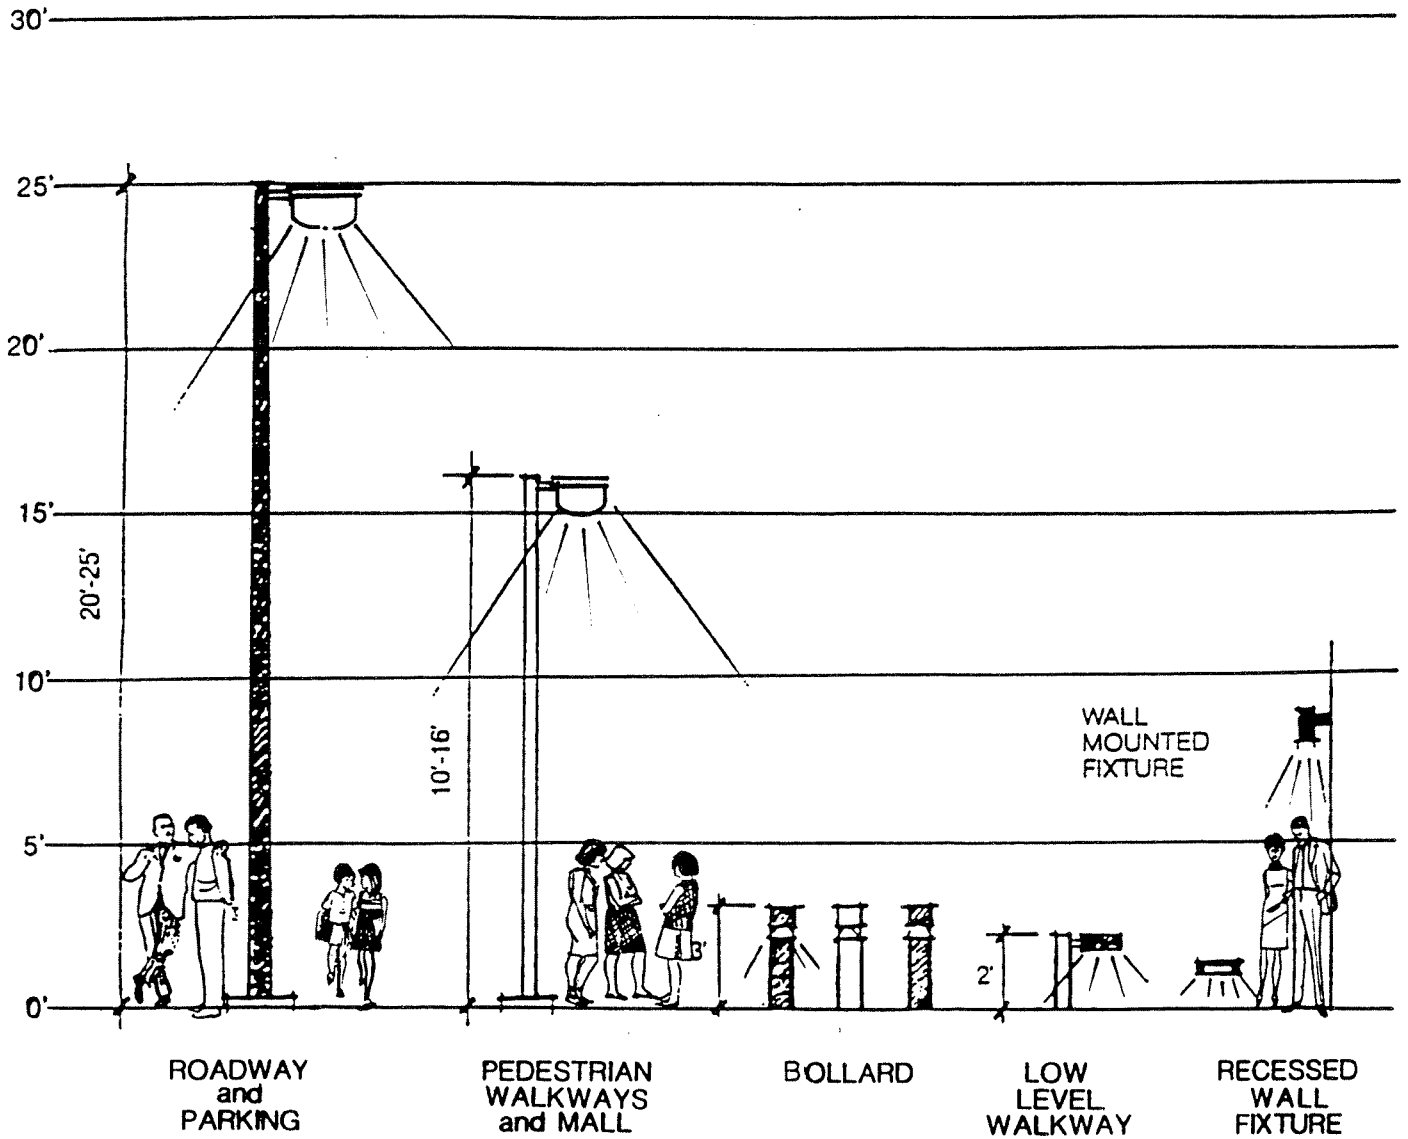 30'
25'
20'
15'
10'
5'
0'
20'-25'
10'-16'
3'
2'
WALL
MOUNTED
FIXTURE
ROADWAY
and
PARKING
PEDESTRIAN
WALKWAYS
and MALL
BOLLARD
LOW
LEVEL
WALKWAY
RECESSED
WALL
FIXTURE